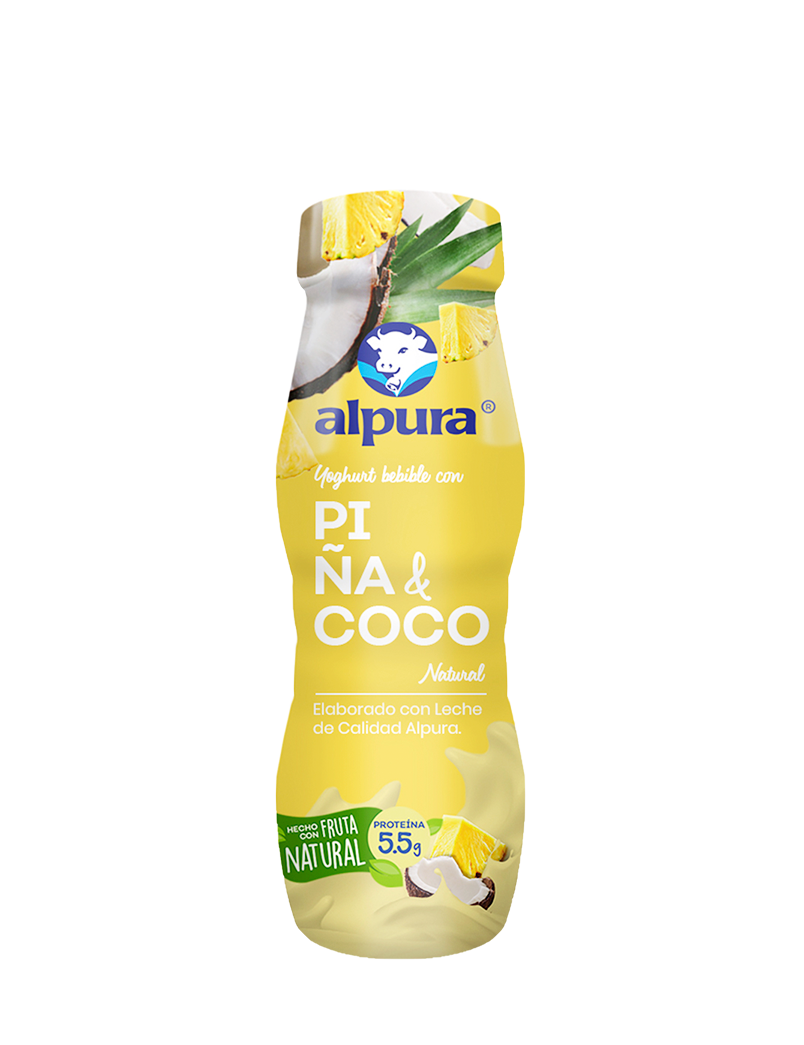 alpura®
Yoghurt bebible con
PI
ÑA &
COCO
Natural
Elaborado con Leche
de Calidad Alpura.
HECHO
CON FRUTA
NATURAL
PROTEÍNA
5.5g